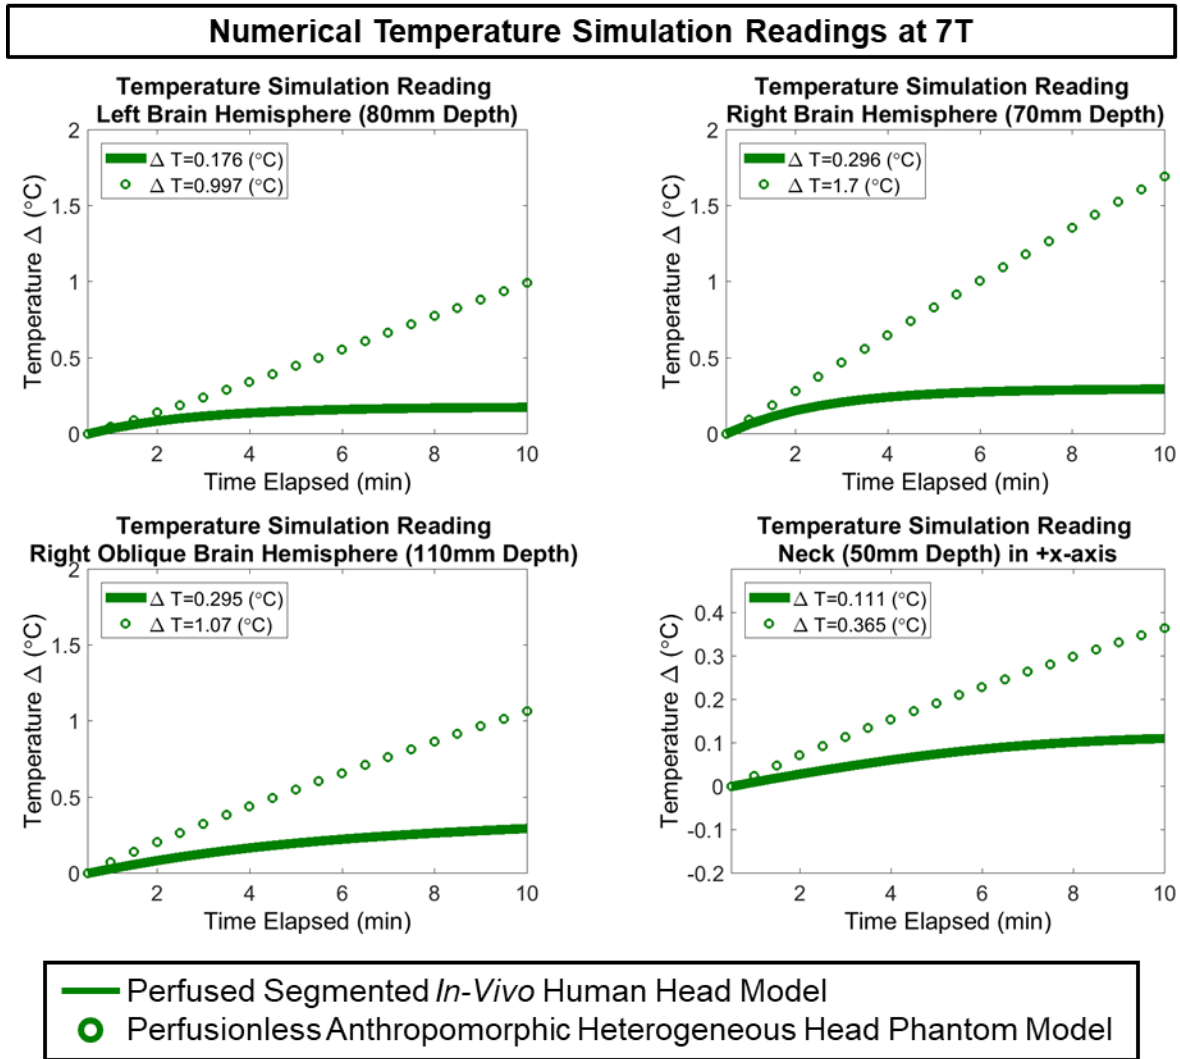 Numerical Temperature Simulation Readings at 7T
Temperature Simulation Reading
Left Brain Hemisphere (80mm Depth)
2
1.5
1
0.5
0
Temperature Δ (°C)
Δ T=0.176 (°C)
Δ T=0.997 (°C)
2
4
6
8
10
Time Elapsed (min)
Temperature Simulation Reading
Right Brain Hemisphere (70mm Depth)
2
1.5
1
0.5
0
Temperature Δ (°C)
Δ T=0.296 (°C)
Δ T=1.7 (°C)
2
4
6
8
10
Time Elapsed (min)
Temperature Simulation Reading
Right Oblique Brain Hemisphere (110mm Depth)
2
1.5
1
0.5
0
Temperature Δ (°C)
Δ T=0.295 (°C)
Δ T=1.07 (°C)
2
4
6
8
10
Time Elapsed (min)
Temperature Simulation Reading
Neck (50mm Depth) in +x-axis
0.4
0.3
0.2
0.1
0
-0.1
-0.2
Temperature Δ (°C)
Δ T=0.111 (°C)
Δ T=0.365 (°C)
2
4
6
8
10
Time Elapsed (min)
Perfused Segmented In-Vivo Human Head Model
Perfusionless Anthropomorphic Heterogeneous Head Phantom Model